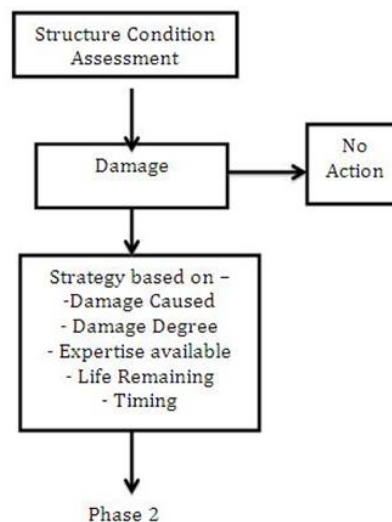 Structure Condition
Assessment
Damage
No
Action
Strategy based on –
-Damage Caused
- Damage Degree
- Expertise available
- Life Remaining
- Timing
Phase 2